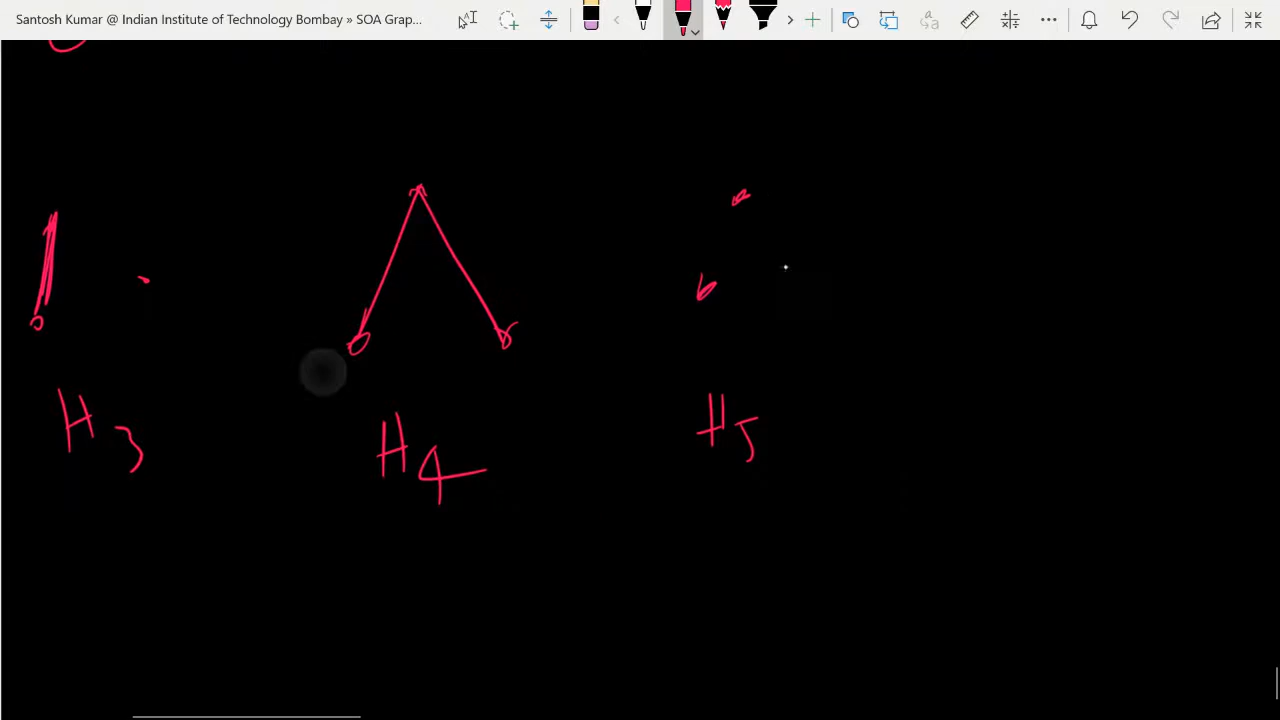 Santosh Kumar @ Indian Institute of Technology Bombay » SOA Grap...
H3
H4
H5